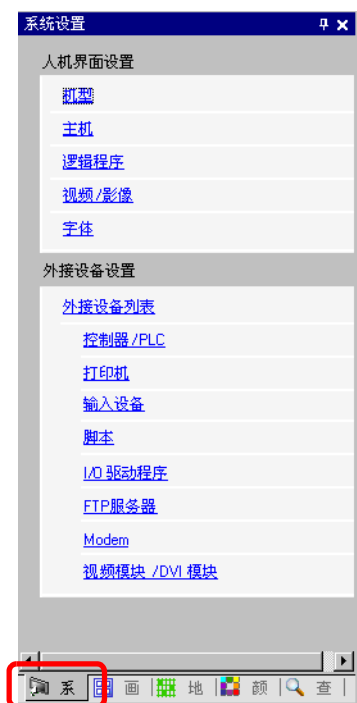 系统设置
人机界面设置
机型
主机
逻辑程序
视频/影像
字体
外接设备设置
外接设备列表
控制器/PLC
打印机
输入设备
脚本
I/O 驱动程序
FTP服务器
Modem
视频模块 /DVI 模块
系 画 地 颜 查